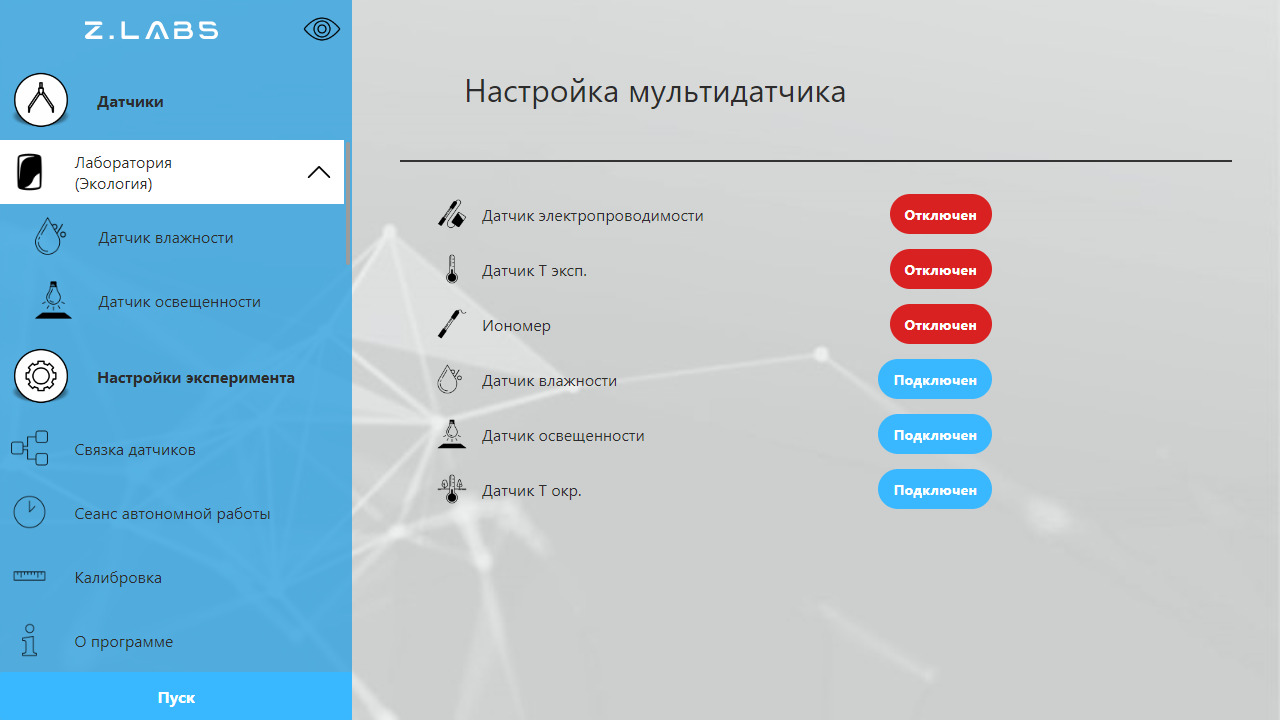 Z.LABS
Датчики
Лаборатория
(Экология)
Датчик влажности
Датчик освещенности
Настройки эксперимента
Связка датчиков
Сеанс автономной работы
Калибровка
О программе
Пуск
Настройка мультидатчика
Датчик электропроводимости Отключен
Датчик Т эксп. Отключен
Иономер Отключен
Датчик влажности Подключен
Датчик освещенности Подключен
Датчик Т окр. Подключен